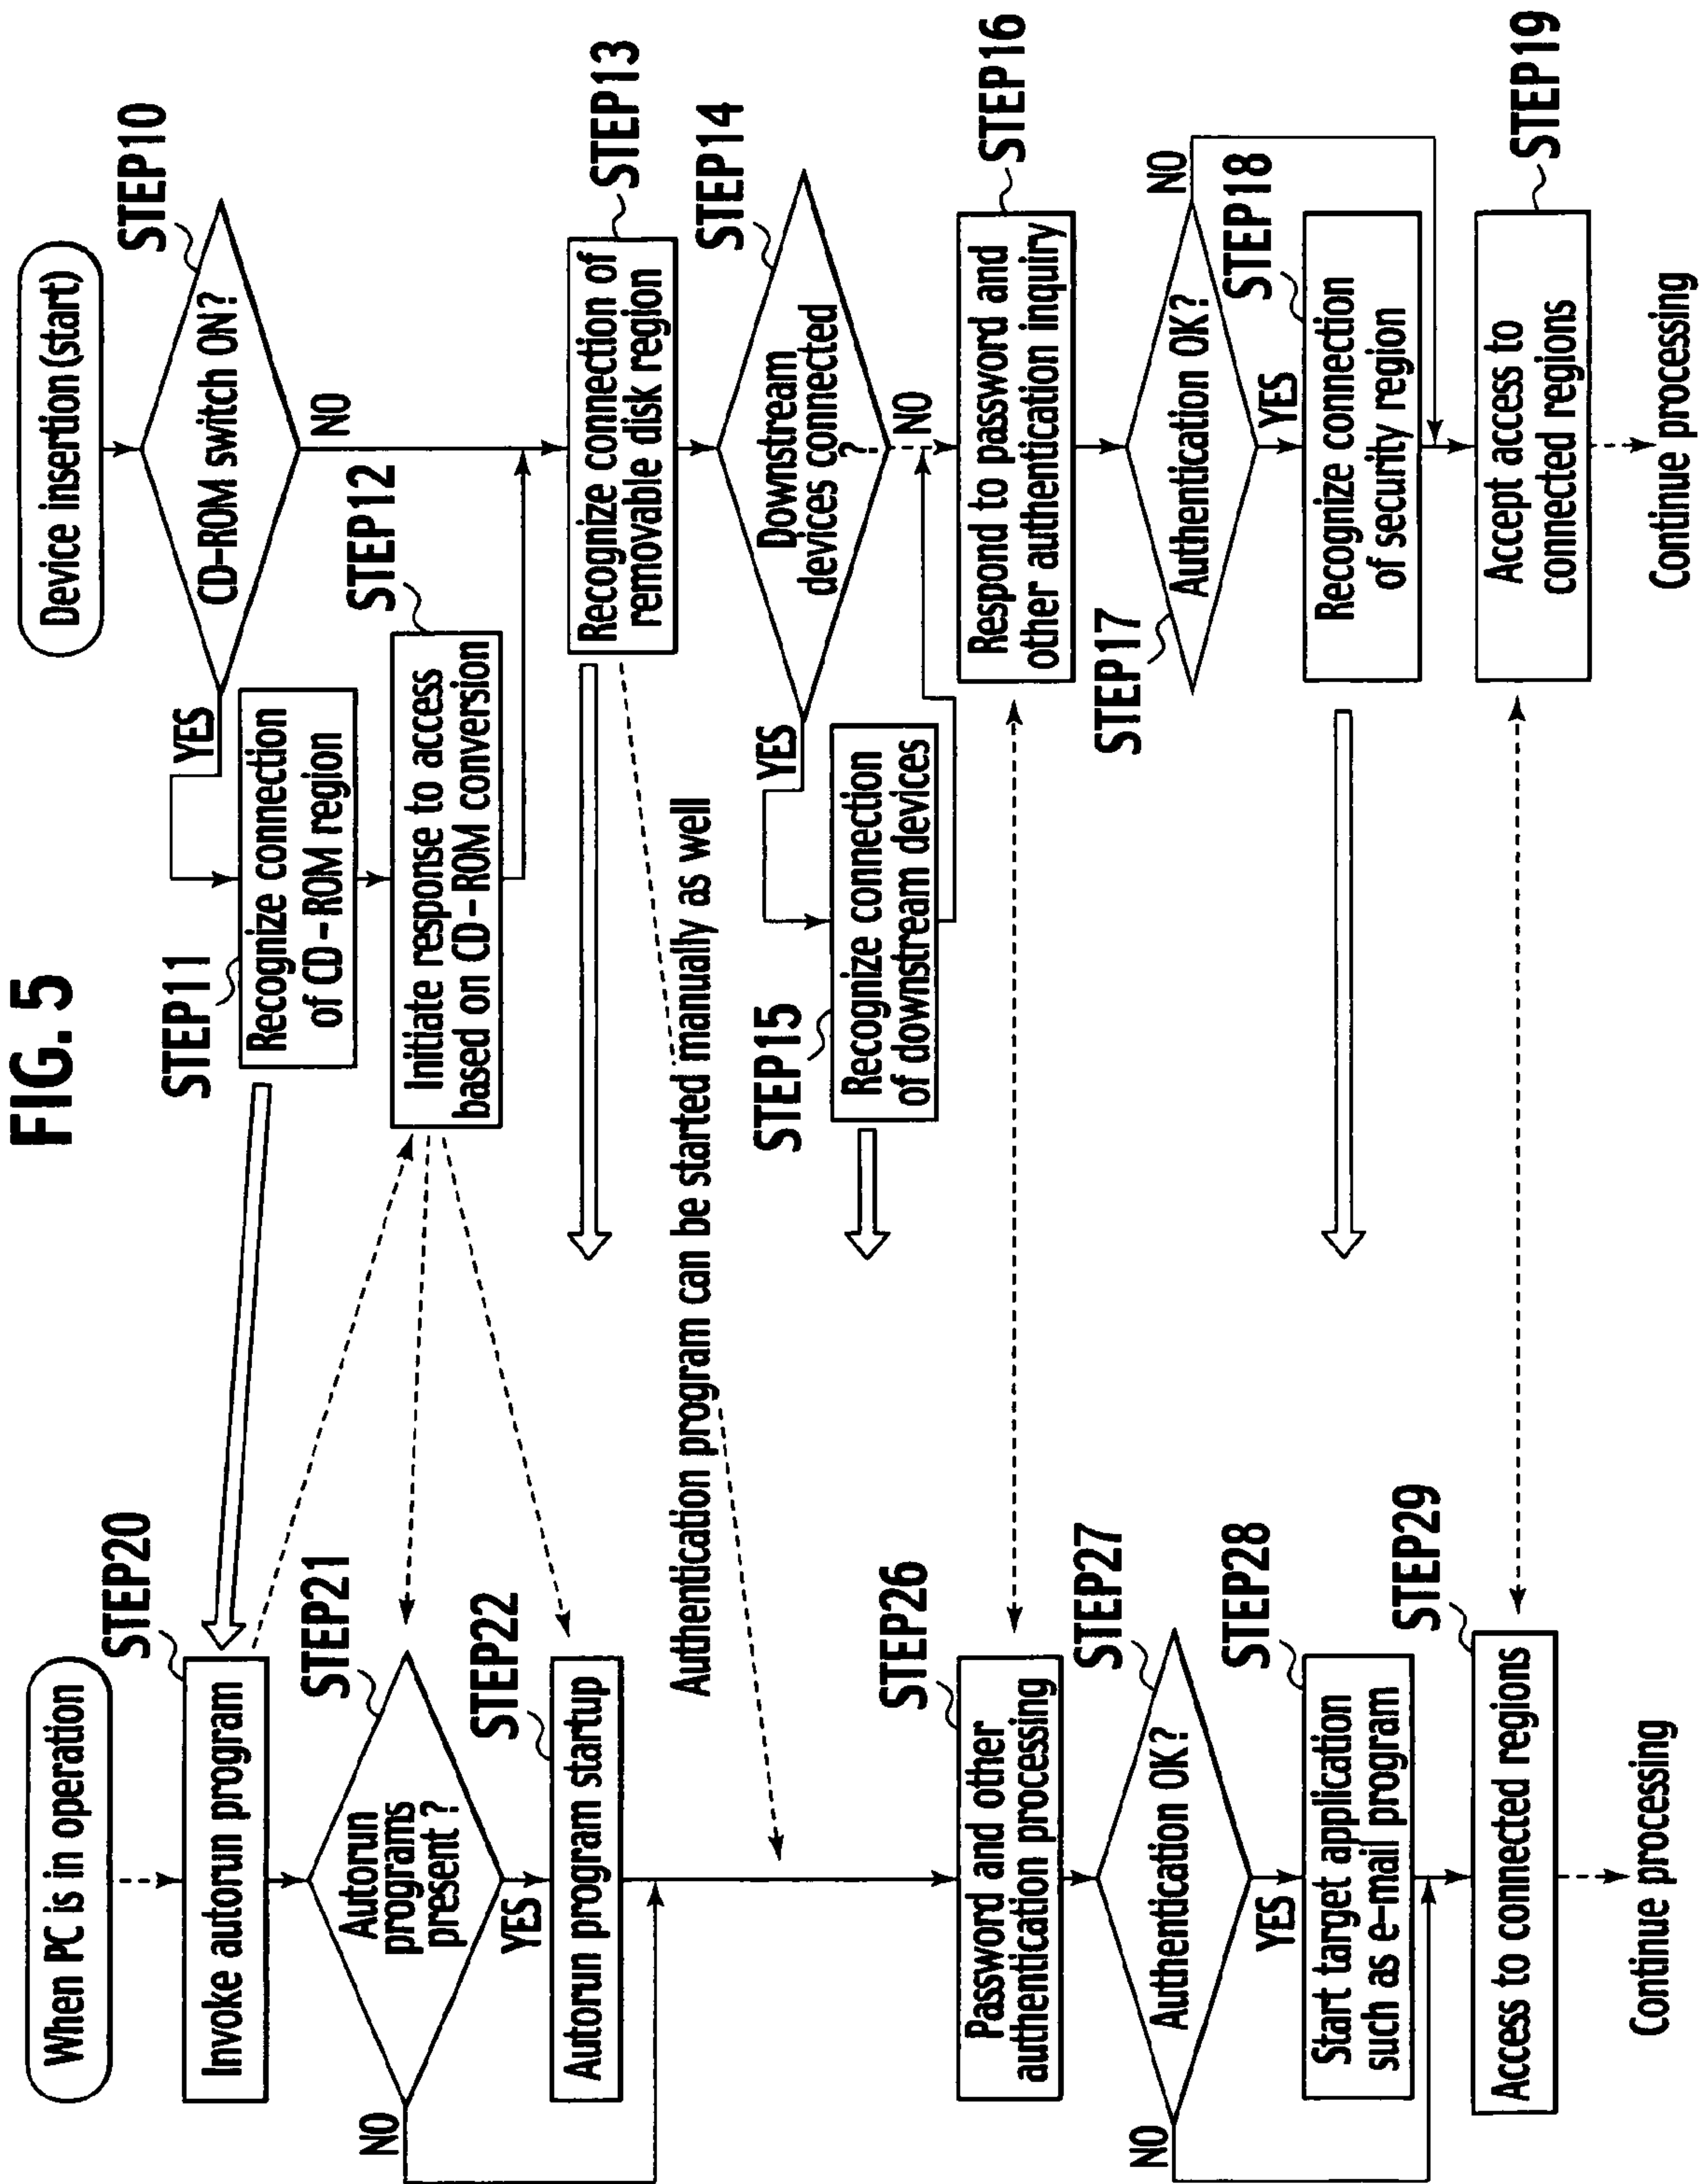 FIG. 5
When PC is in operation
STEP20
Invoke autorun program
STEP21
Autorun
programs
present ?
NO
YES
STEP22
Autorun program startup
Authentication program can be started manually as well
STEP26
Password and other
authentication processing
STEP27
Authentication OK?
NO
YES
STEP28
Start target application
such as e-mail program
STEP29
Access to connected regions
Continue processing
Device insertion (start)
STEP10
CD-ROM switch ON?
YES
NO
STEP11
Recognize connection
of CD-ROM region
STEP12
Initiate response to access
based on CD-ROM conversion
STEP13
Recognize connection of
removable disk region
STEP14
Downstream
devices connected
?
YES
NO
STEP15
Recognize connection
of downstream devices
STEP16
Respond to password and
other authentication inquiry
STEP17
Authentication OK?
NO
YES
STEP18
Recognize connection
of security region
STEP19
Accept access to
connected regions
Continue processing